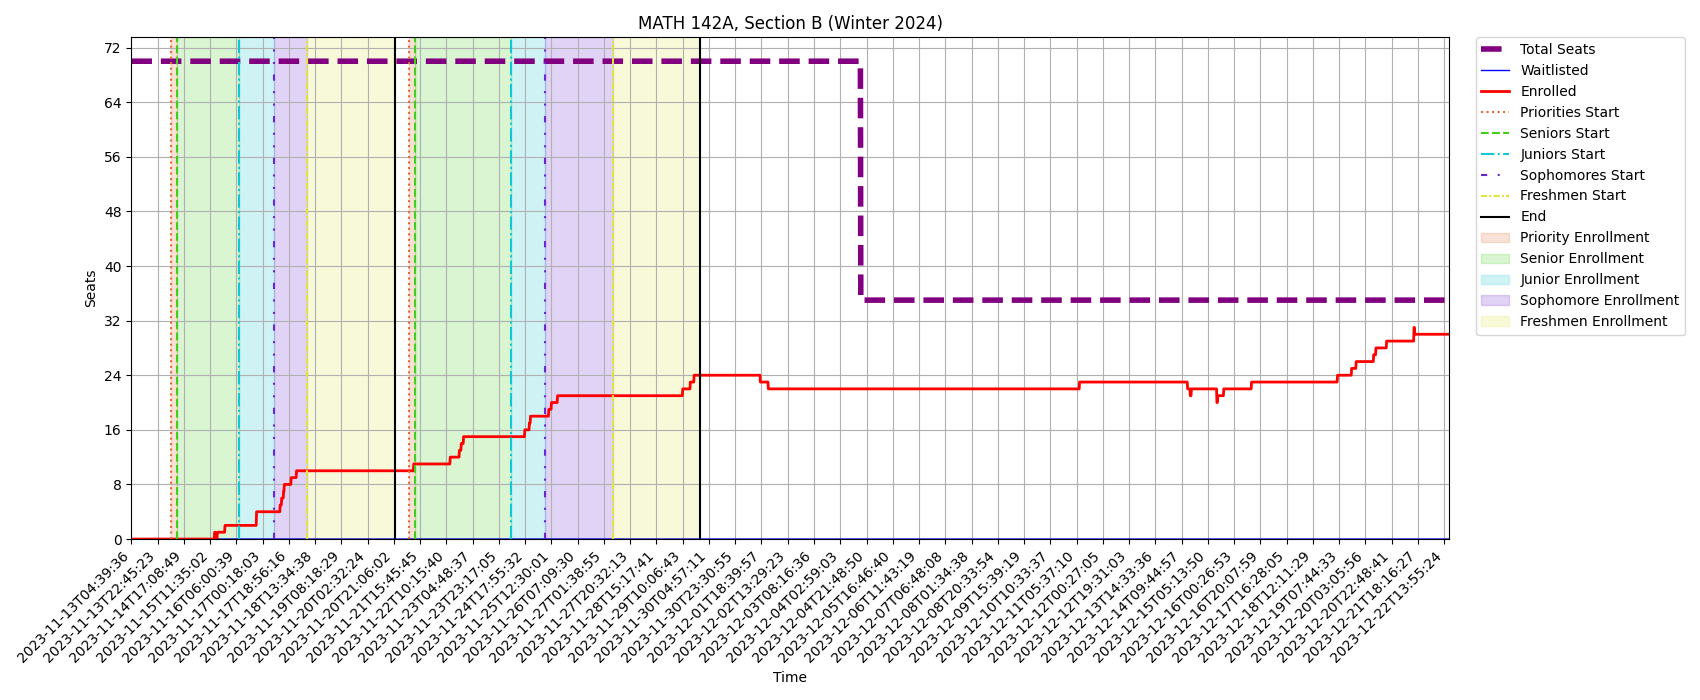 MATH 142A, Section B (Winter 2024)
72
64
56
48
40
32
24
16
8
0
Seats
2023-11-13T04:39:36
2023-11-13T22:45:23
2023-11-14T17:08:49
2023-11-15T11:35:02
2023-11-16T06:00:39
2023-11-17T00:18:03
2023-11-17T18:56:16
2023-11-18T13:34:38
2023-11-19T08:18:29
2023-11-20T02:32:24
2023-11-20T21:06:02
2023-11-21T15:45:45
2023-11-22T10:15:40
2023-11-23T04:48:37
2023-11-23T23:17:05
2023-11-24T17:55:32
2023-11-25T12:30:01
2023-11-26T07:09:30
2023-11-27T01:38:55
2023-11-27T20:32:13
2023-11-28T15:17:41
2023-11-29T10:06:43
2023-11-30T04:57:11
2023-11-30T23:30:55
2023-12-01T18:39:57
2023-12-02T13:29:23
2023-12-03T08:16:36
2023-12-04T02:59:03
2023-12-04T21:48:50
2023-12-05T16:46:40
2023-12-06T11:43:19
2023-12-07T06:48:08
2023-12-08T01:34:38
2023-12-08T20:33:54
2023-12-09T15:39:19
2023-12-10T10:33:37
2023-12-11T05:37:10
2023-12-12T00:27:05
2023-12-12T19:31:03
2023-12-13T14:33:36
2023-12-14T09:44:57
2023-12-15T05:13:50
2023-12-16T00:26:53
2023-12-16T20:07:59
2023-12-17T16:28:05
2023-12-18T12:11:29
2023-12-19T07:44:33
2023-12-20T03:05:56
2023-12-20T22:48:41
2023-12-21T18:16:27
2023-12-22T13:55:24
Time
Total Seats
Waitlisted
Enrolled
Priorities Start
Seniors Start
Juniors Start
Sophomores Start
Freshmen Start
End
Priority Enrollment
Senior Enrollment
Junior Enrollment
Sophomore Enrollment
Freshmen Enrollment